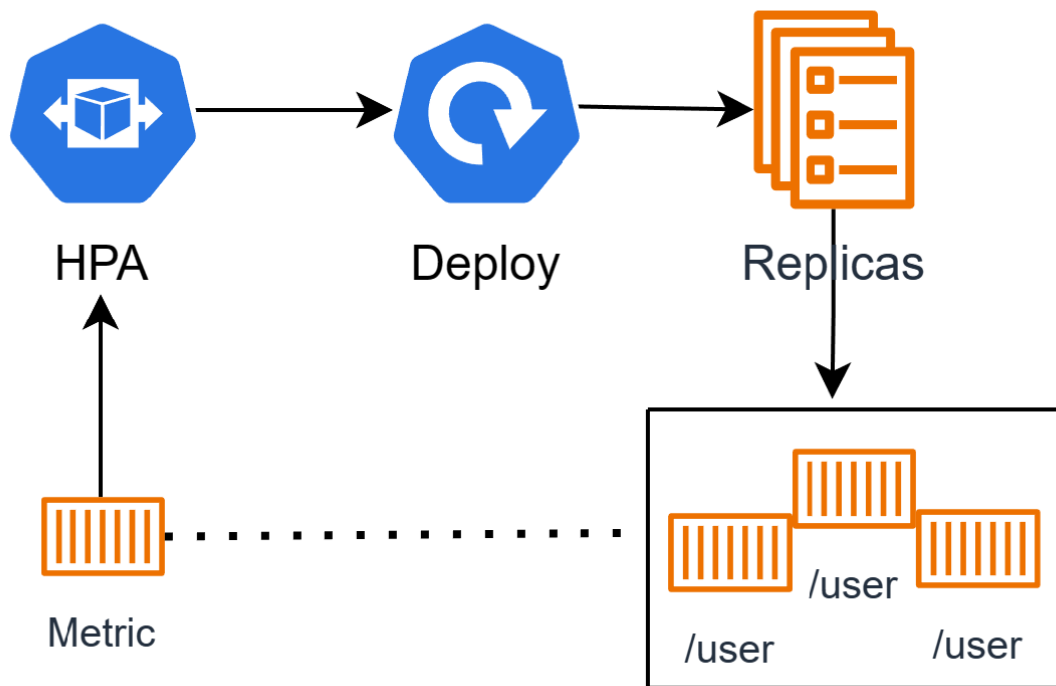 HPA
Deploy
Replicas
/user
Metric
/user
/user